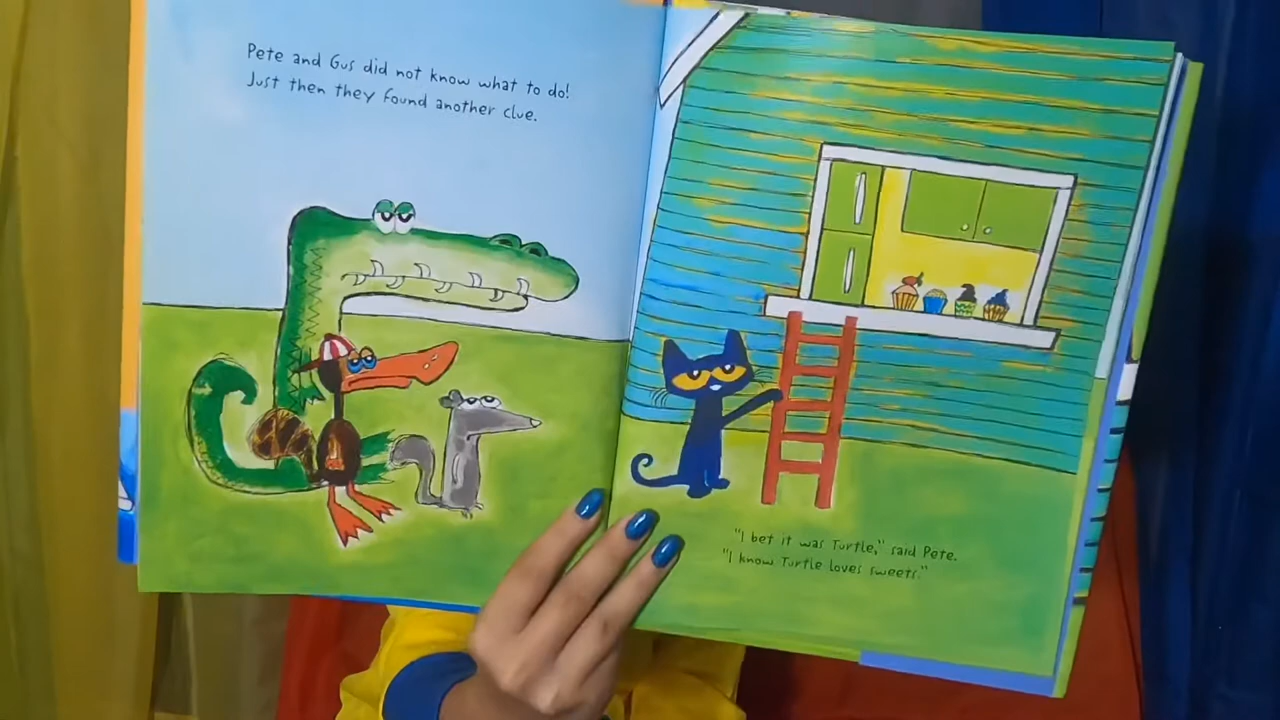 Pete and Gus did not know what to do!
Just then they found another clue.
"I bet it was Turtle," said Pete.
"I know Turtle loves sweets."